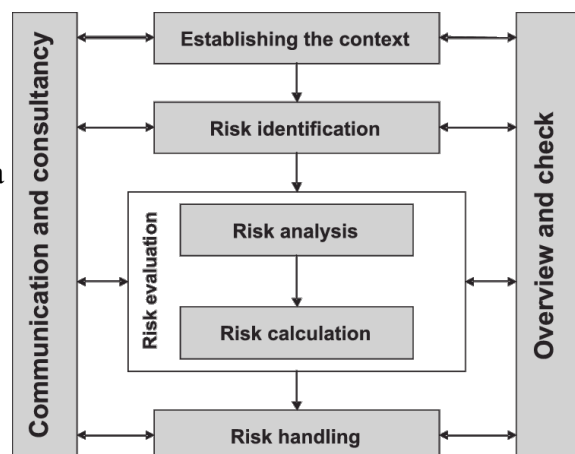 Communication and consultancy
Establishing the context
Risk identification
Risk evaluation
Risk analysis
Risk calculation
Risk handling
Overview and check